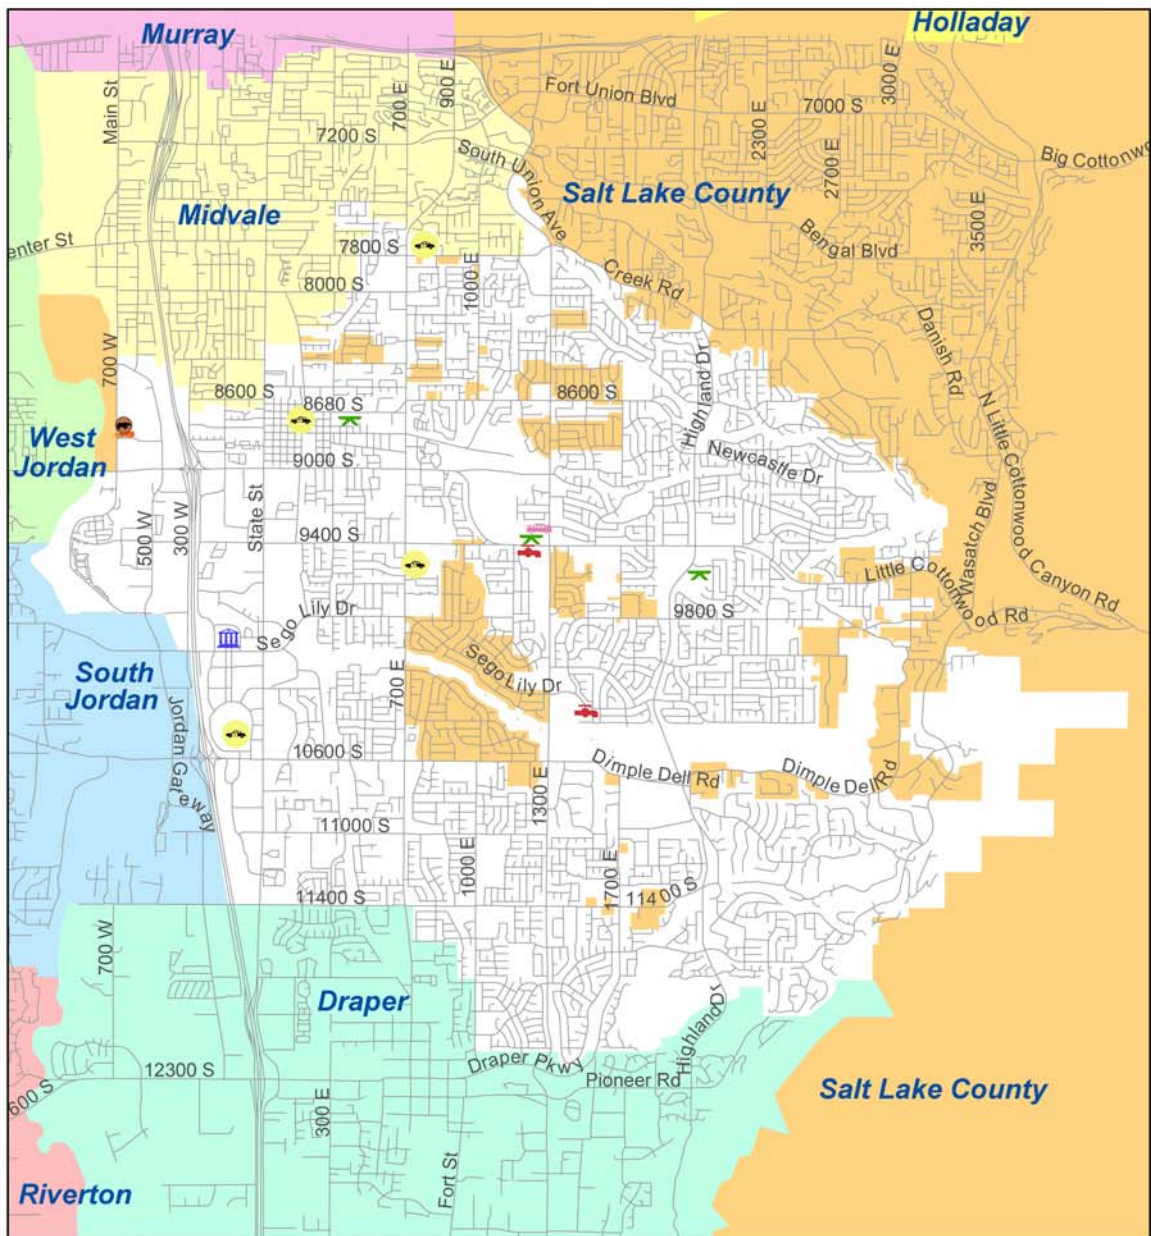 Murray
Holladay
Main St
700 E
900 E
Fort Union Blvd
3000 E
7000 S
2300 E
7200 S
South Union Ave
2700 E
Big Cottonwo
Salt Lake County
Midvale
3500 E
enter St
7800 S
Bengal Blvd
1000 E
8000 S
Creek Rd
Danish Rd
700 W
Highland Dr
8600 S
8680 S
8600 S
N Little Cottonwood Canyon Rd
West
Jordan
9000 S
Newcastle Dr
Wasatch Blvd
500 W
300 W
State St
9400 S
Little Cottonwood Rd
Sego Lily Dr
9800 S
South
Jordan
Sego Lily Dr
700 E
Jordan Gateway
10600 S
Dimple Dell Rd
Dimple Dell Rd
1300 E
11000 S
1000 E
1700 E
11400 S
11400 S
700 W
Draper
Highland Dr
Draper Pkwy
12300 S
Pioneer Rd
600 S
300 E
Salt Lake County
Fort St
Riverton